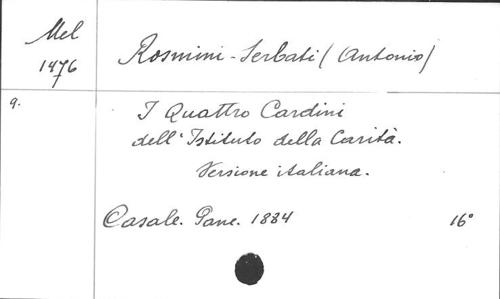 Mel
1476
7
Rosmini-Serbati (Antonio)
9.
I Quattro Cardini
dell'Istituto della Carità.
Versione italiana.
Casale. Pane. 1884
16°